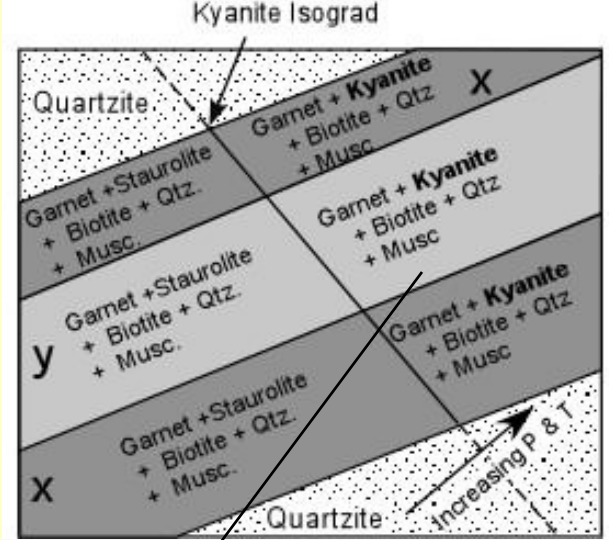 Kyanite Isograd
Quartzite
Garnet + Kyanite
+ Biotite + Qtz
+ Musc
X
Garnet +Staurolite
+ Biotite + Qtz.
+ Musc.
Garnet + Kyanite
+ Biotite + Qtz
+ Musc
Garnet +Staurolite
+ Biotite + Qtz.
+ Musc.
y
Garnet + Kyanite
+ Biotite + Qtz
+ Musc
Garnet +Staurolite
+ Biotite + Qtz.
+ Musc.
X
Increasing P & T
Quartzite